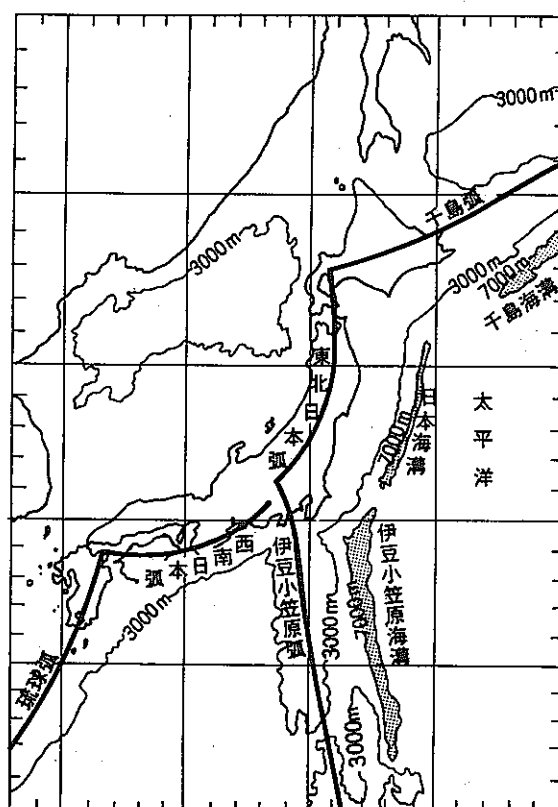 3000m
千島弧
3000m
3000m
7000m
千島海溝
東北日本弧
日本海溝
7000m
太平洋
西南日本弧
伊豆小笠原弧
伊豆小笠原海溝
7000m
3000m
3000m
3000m
琉球弧